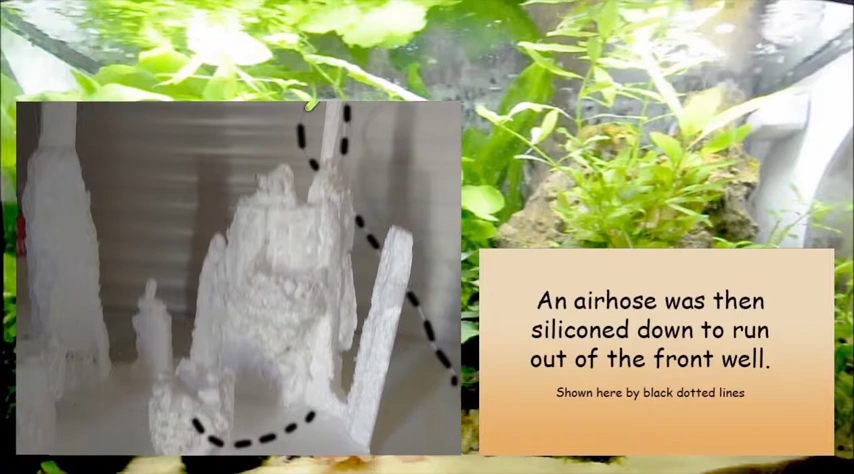 An airhose was then
siliconed down to run
out of the front well.
Shown here by black dotted lines